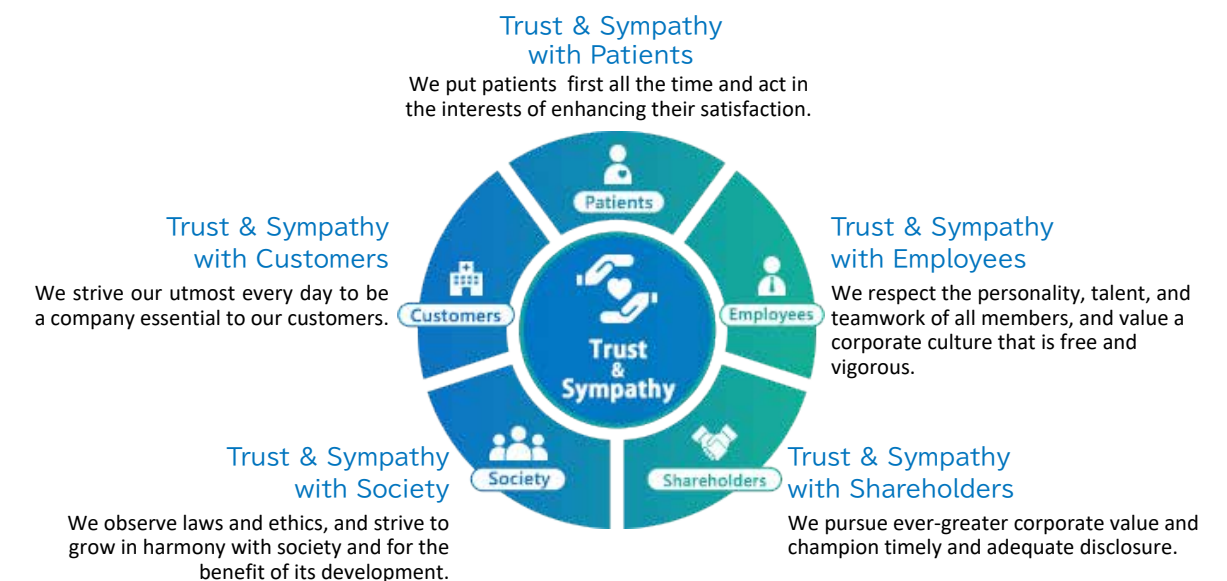 Trust & Sympathy
with Patients
We put patients  first all the time and act in
the interests of enhancing their satisfaction.
Patients
Trust & Sympathy
with Customers
We strive our utmost every day to be
a company essential to our customers.
Customers
Trust & Sympathy
with Employees
We respect the personality, talent, and
teamwork of all members, and value a
corporate culture that is free and
vigorous.
Employees
Trust
&
Sympathy
Trust & Sympathy
with Society
We observe laws and ethics, and strive to
grow in harmony with society and for the
benefit of its development.
Society
Shareholders
Trust & Sympathy
with Shareholders
We pursue ever-greater corporate value and
champion timely and adequate disclosure.